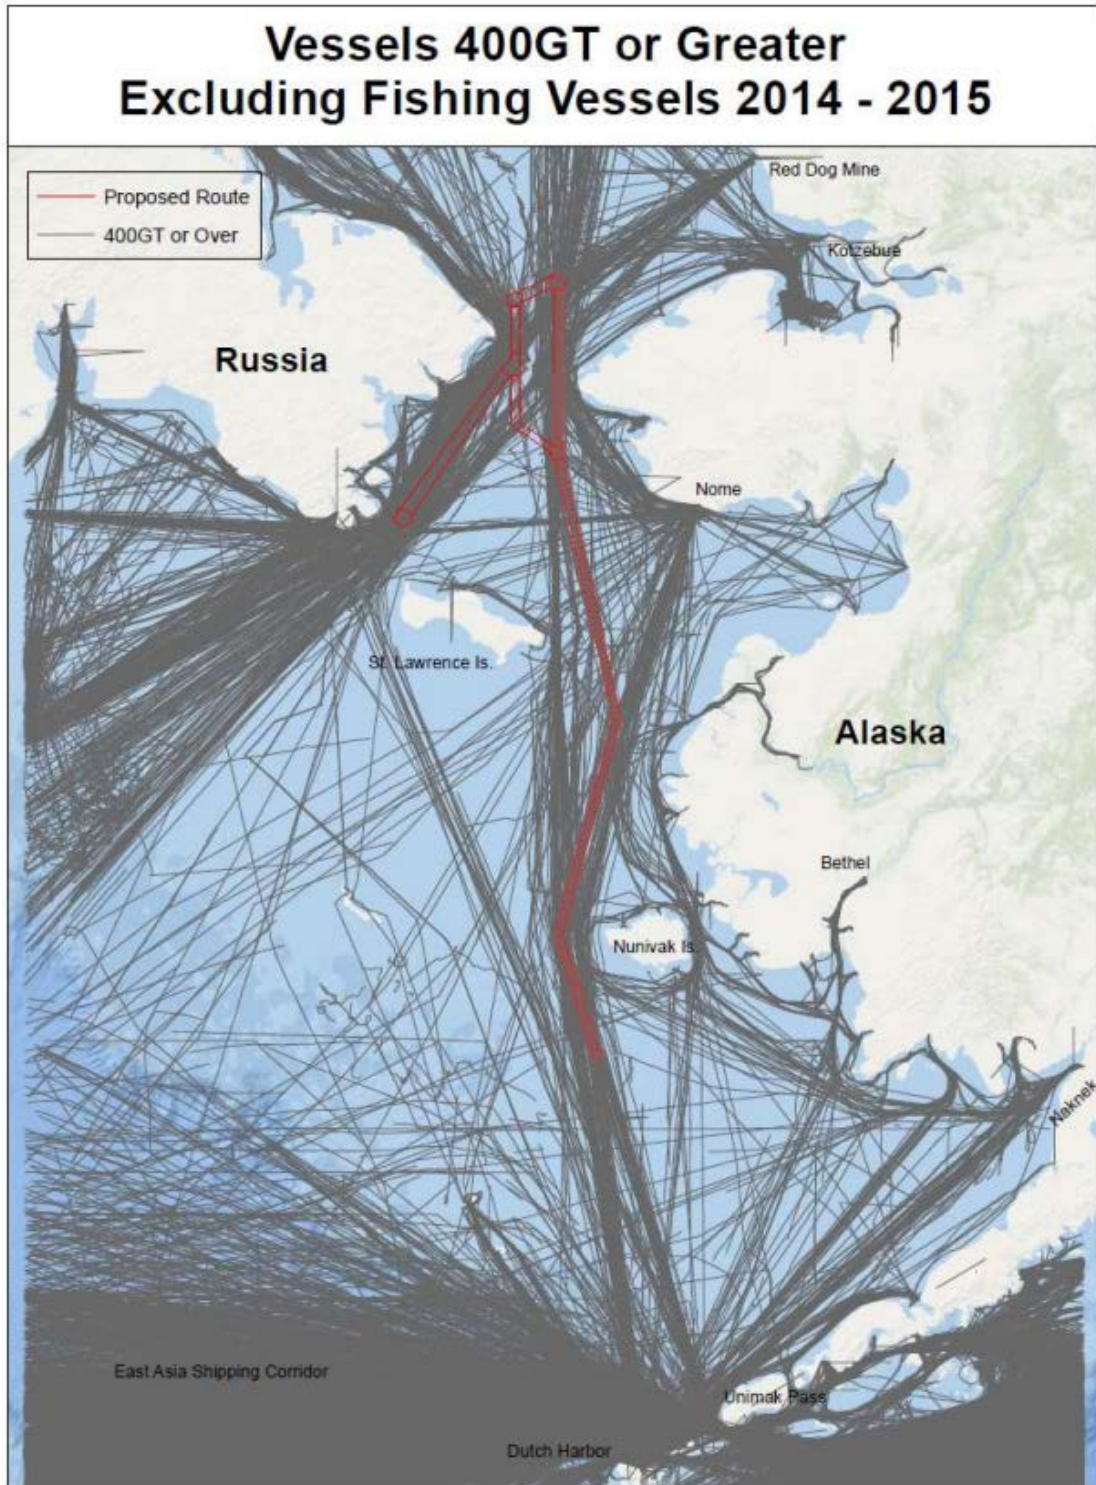 Vessels 400GT or Greater
Excluding Fishing Vessels 2014 - 2015
Red Dog Mine
Proposed Route
400GT or Over
Kotzebue
Russia
Nome
St. Lawrence Is.
Alaska
Bethel
Nunivak Is.
Naknek
East Asia Shipping Corridor
Unimak Pass
Dutch Harbor